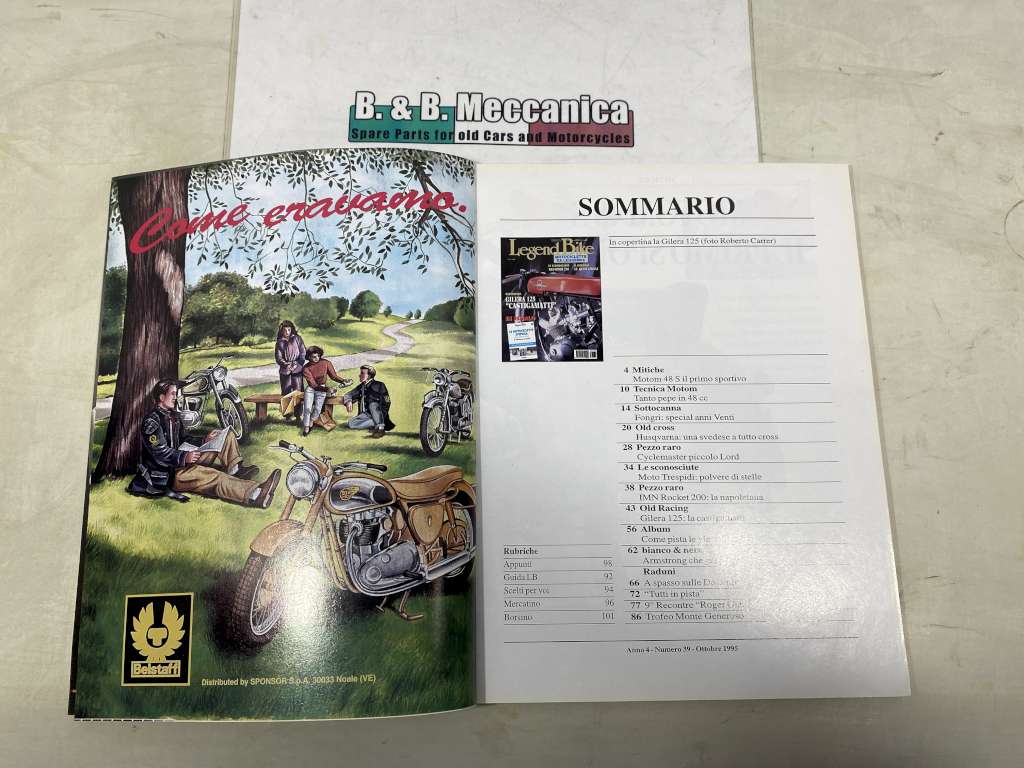 B. & B. Meccanica
Spare Parts for old Cars and Motorcycles
Come eravamo.
Belstaff
Distributed by SPONSOR S.p.A. 30033 Noale (VE)
SOMMARIO
Legend Bike
MOTOCICLETTE
GILERA 125
"CASTIGAMATTI"
In copertina la Gilera 125 (foto Roberto Carrer)
4 Mitiche
Motom 48 S il primo sportivo
10 Tecnica Motom
Tanto pepe in 48 cc
14 Sottocanna
Fongri: special anni Venti
20 Old cross
Husqvarna: una svedese a tutto cross
28 Pezzo raro
Cyclemaster piccolo Lord
34 Le sconosciute
Moto Trespidi: polvere di stelle
38 Pezzo raro
IMN Rocket 200: la napoletana
43 Old Racing
Gilera 125: la
56 Album
Come pista le
62 bianco & nero
Armstrong che
Raduni
66 A spasso sulle
72 "Tutti in pista"
77 9° Recontre "Roger
86 Trofeo Monte Generoso
Rubriche
Appunti 98
Guida LB 92
Scelti per voi 94
Mercatino 96
Borsino 101
Anno 4 - Numero 39 - Ottobre 1995